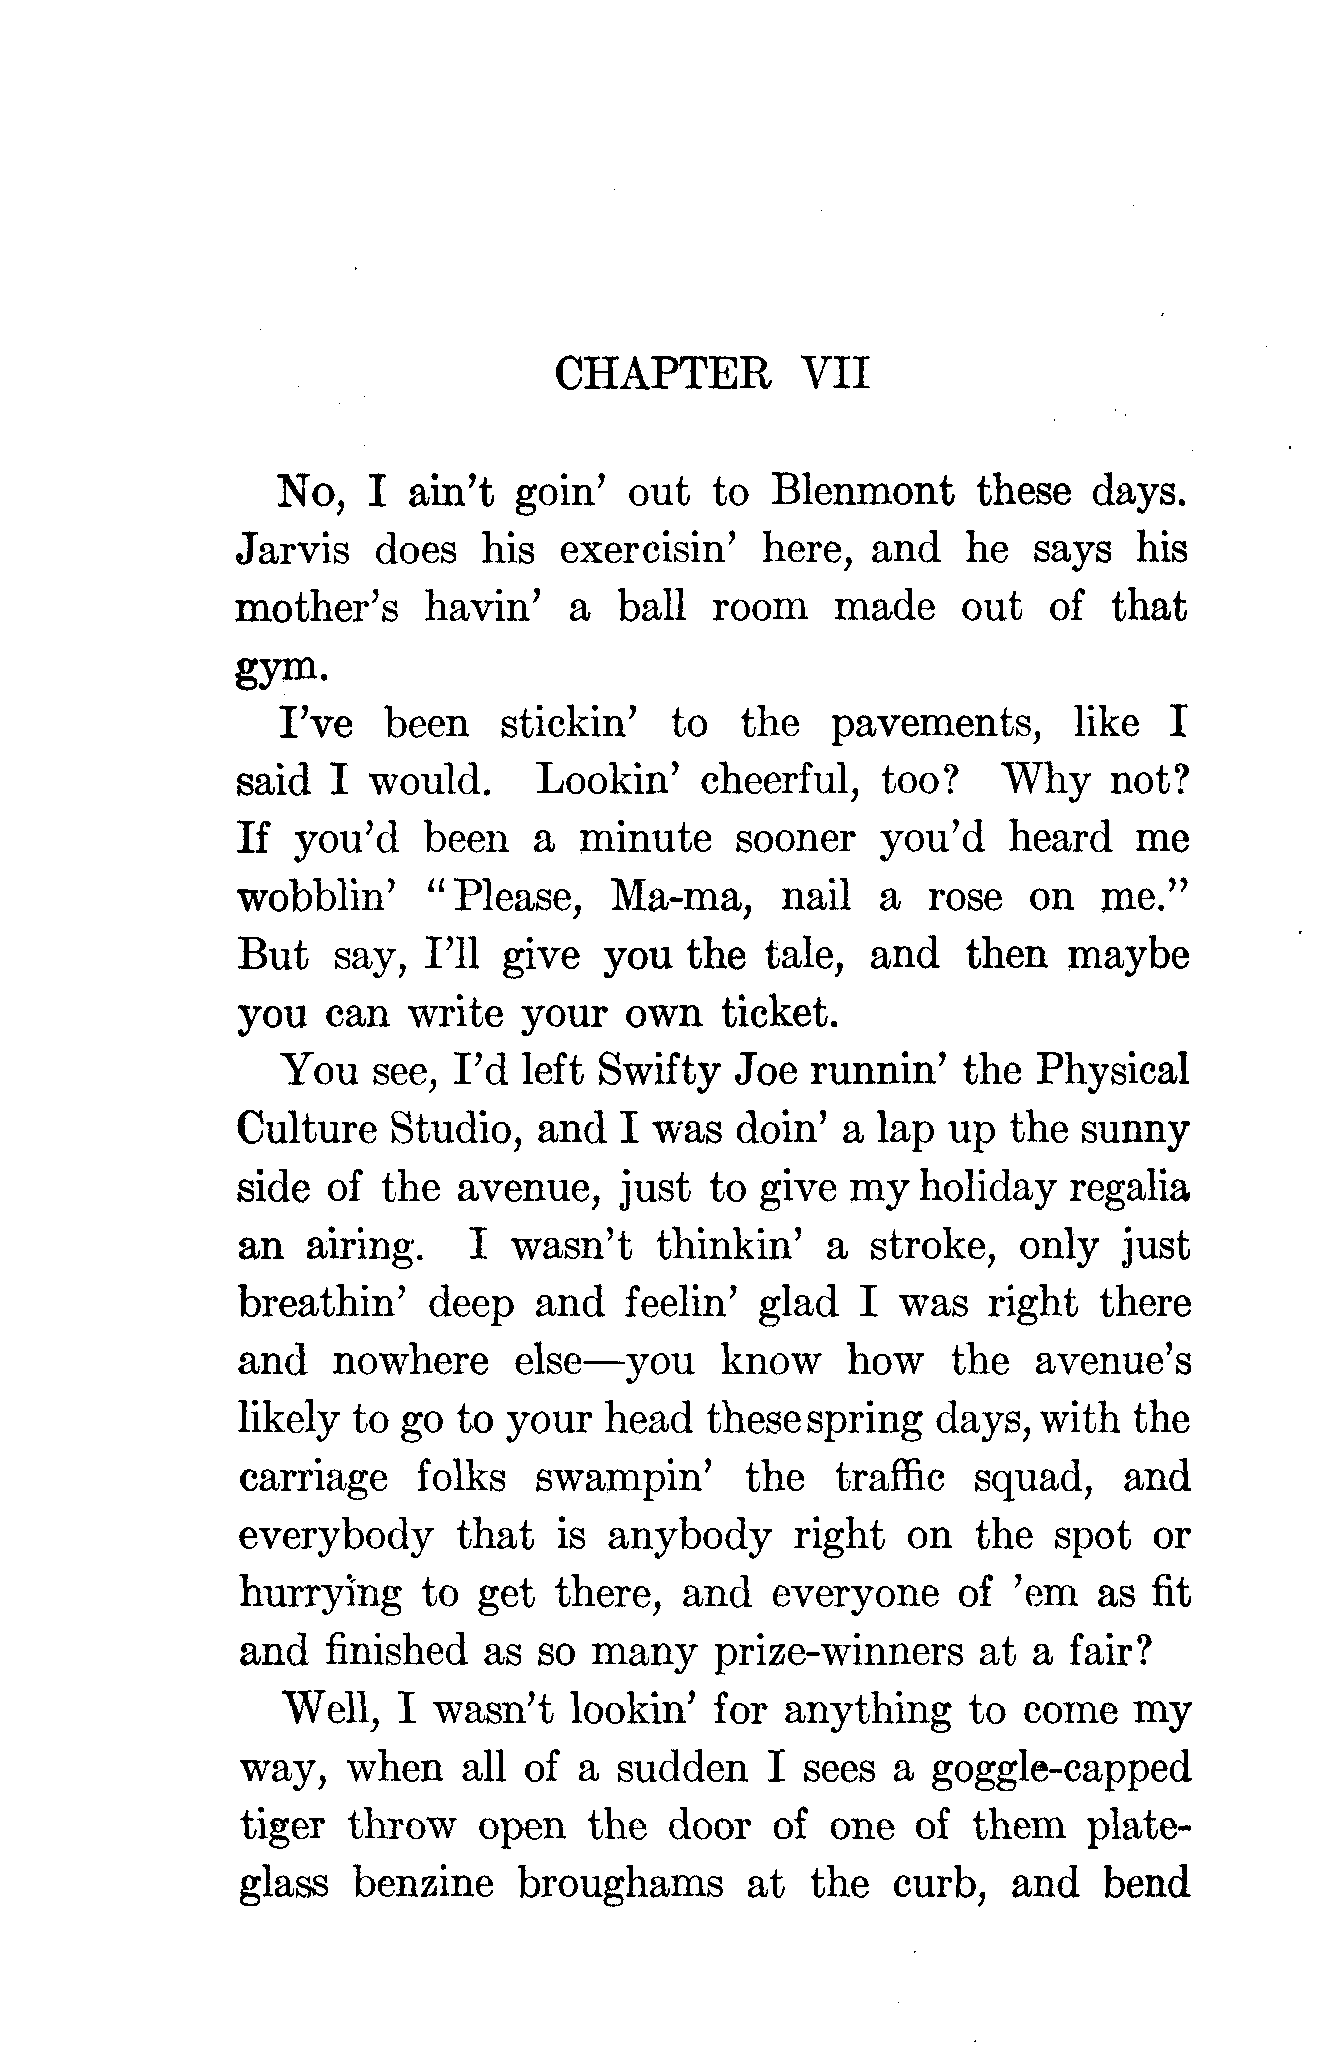 CHAPTER VII
No, I ain't goin' out to Blenmont these days.
Jarvis does his exercisin' here, and he says his
mother's havin' a ball room made out of that
gym.
I've been stickin' to the pavements, like I
said I would. Lookin' cheerful, too? Why not?
If you'd been a minute sooner you'd heard me
wobblin' "Please, Ma-ma, nail a rose on me."
But say, I'll give you the tale, and then maybe
you can write your own ticket.
You see, I'd left Swifty Joe runnin' the Physical
Culture Studio, and I was doin' a lap up the sunny
side of the avenue, just to give my holiday regalia
an airing. I wasn't thinkin' a stroke, only just
breathin' deep and feelin' glad I was right there
and nowhere else—you know how the avenue's
likely to go to your head these spring days, with the
carriage folks swampin' the traffic squad, and
everybody that is anybody right on the spot or
hurrying to get there, and everyone of 'em as fit
and finished as so many prize-winners at a fair?
Well, I wasn't lookin' for anything to come my
way, when all of a sudden I sees a goggle-capped
tiger throw open the door of one of them plate-
glass benzine broughams at the curb, and bend